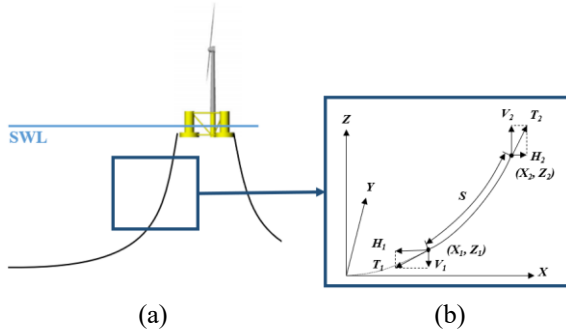 SWL
Z
V2
T2
H2
(X2, Z2)
Y
S
H1
(X1, Z1)
T1
V1
X
(a)
(b)